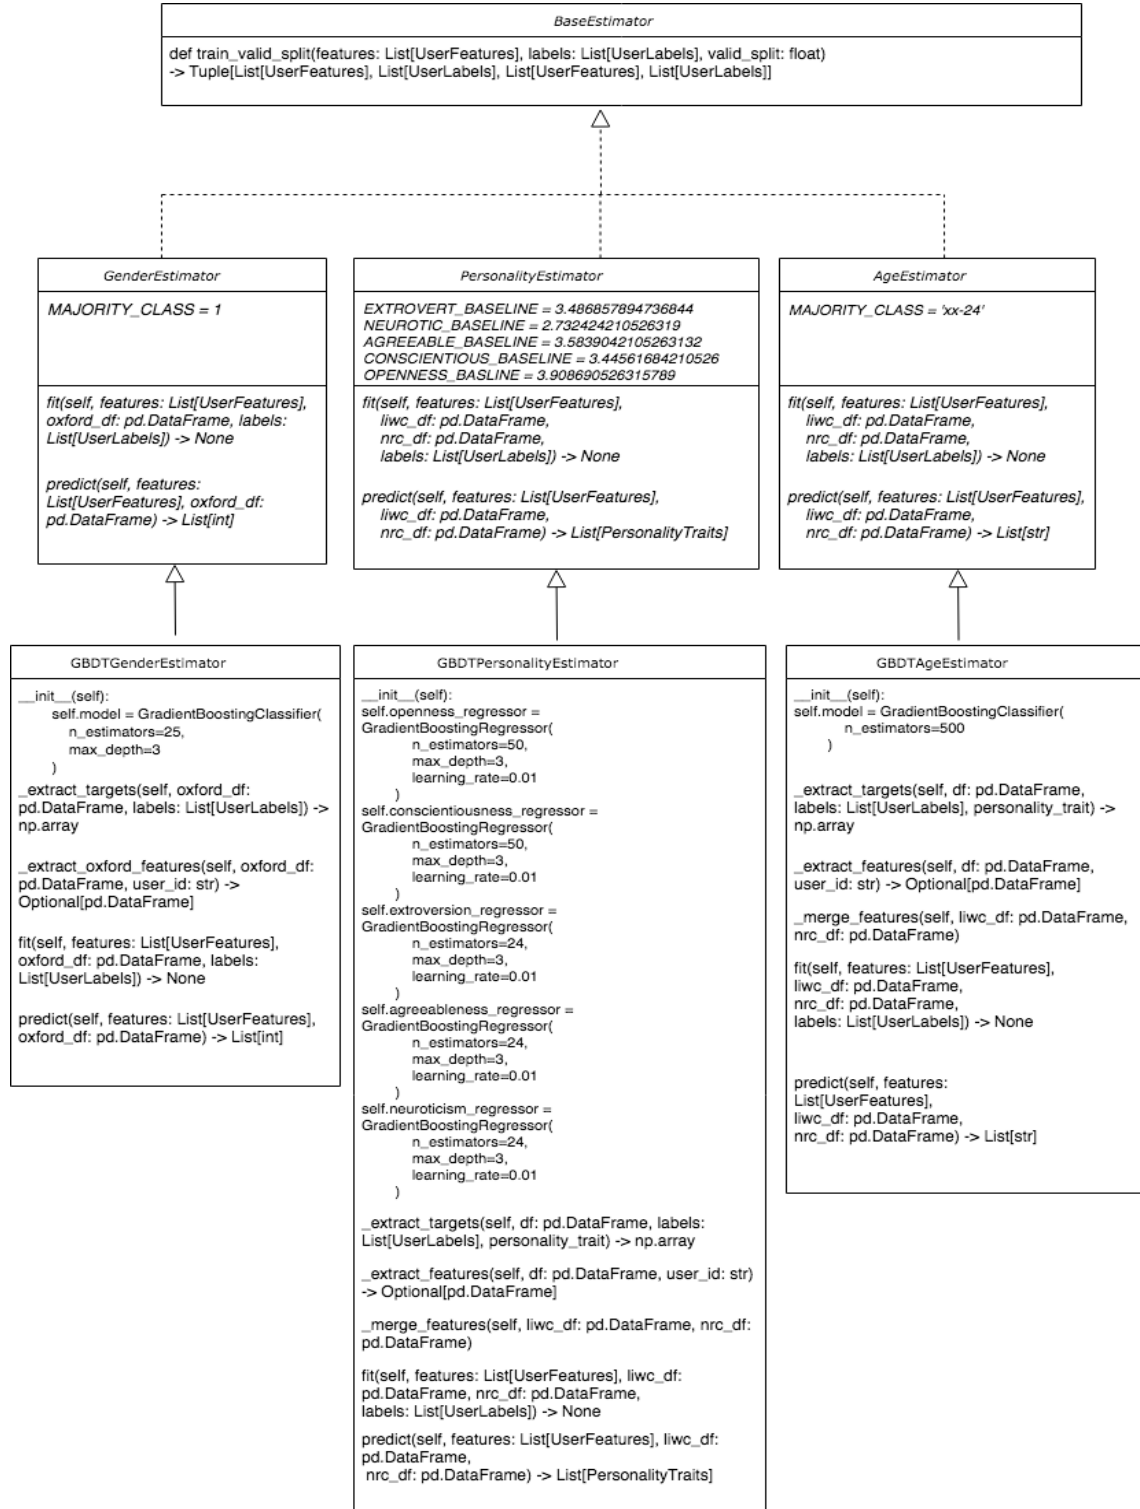 BaseEstimator
def train_valid_split(features: List[UserFeatures], labels: List[UserLabels], valid_split: float)
-> Tuple[List[UserFeatures], List[UserLabels], List[UserFeatures], List[UserLabels]]
GenderEstimator
MAJORITY_CLASS = 1
fit(self, features: List[UserFeatures],
oxford_df: pd.DataFrame, labels:
List[UserLabels]) -> None
predict(self, features:
List[UserFeatures], oxford_df:
pd.DataFrame) -> List[int]
PersonalityEstimator
EXTROVERT_BASELINE = 3.486857894736844
NEUROTIC_BASELINE = 2.732424210526319
AGREEABLE_BASELINE = 3.5839042105263132
CONSCIENTIOUS_BASELINE = 3.44561684210526
OPENNESS_BASLINE = 3.908690526315789
fit(self, features: List[UserFeatures],
liwc_df: pd.DataFrame,
nrc_df: pd.DataFrame,
labels: List[UserLabels]) -> None
predict(self, features: List[UserFeatures],
liwc_df: pd.DataFrame,
nrc_df: pd.DataFrame) -> List[PersonalityTraits]
AgeEstimator
MAJORITY_CLASS = 'xx-24'
fit(self, features: List[UserFeatures],
liwc_df: pd.DataFrame,
nrc_df: pd.DataFrame,
labels: List[UserLabels]) -> None
predict(self, features: List[UserFeatures],
liwc_df: pd.DataFrame,
nrc_df: pd.DataFrame) -> List[str]
GBDTGenderEstimator
__init__(self):
self.model = GradientBoostingClassifier(
n_estimators=25,
max_depth=3
)
_extract_targets(self, oxford_df:
pd.DataFrame, labels: List[UserLabels]) ->
np.array
_extract_oxford_features(self, oxford_df:
pd.DataFrame, user_id: str) ->
Optional[pd.DataFrame]
fit(self, features: List[UserFeatures],
oxford_df: pd.DataFrame, labels:
List[UserLabels]) -> None
predict(self, features: List[UserFeatures],
oxford_df: pd.DataFrame) -> List[int]
GBDTPersonalityEstimator
__init__(self):
self.openness_regressor =
GradientBoostingRegressor(
n_estimators=50,
max_depth=3,
learning_rate=0.01
)
self.conscientiousness_regressor =
GradientBoostingRegressor(
n_estimators=50,
max_depth=3,
learning_rate=0.01
)
self.extroversion_regressor =
GradientBoostingRegressor(
n_estimators=24,
max_depth=3,
learning_rate=0.01
)
self.agreeableness_regressor =
GradientBoostingRegressor(
n_estimators=24,
max_depth=3,
learning_rate=0.01
)
self.neuroticism_regressor =
GradientBoostingRegressor(
n_estimators=24,
max_depth=3,
learning_rate=0.01
)
_extract_targets(self, df: pd.DataFrame, labels:
List[UserLabels], personality_trait) -> np.array
_extract_features(self, df: pd.DataFrame, user_id: str)
-> Optional[pd.DataFrame]
_merge_features(self, liwc_df: pd.DataFrame, nrc_df:
pd.DataFrame)
fit(self, features: List[UserFeatures], liwc_df:
pd.DataFrame, nrc_df: pd.DataFrame,
labels: List[UserLabels]) -> None
predict(self, features: List[UserFeatures], liwc_df:
pd.DataFrame,
nrc_df: pd.DataFrame) -> List[PersonalityTraits]
GBDTAgeEstimator
__init__(self):
self.model = GradientBoostingClassifier(
n_estimators=500
)
_extract_targets(self, df: pd.DataFrame,
labels: List[UserLabels], personality_trait) ->
np.array
_extract_features(self, df: pd.DataFrame,
user_id: str) -> Optional[pd.DataFrame]
_merge_features(self, liwc_df: pd.DataFrame,
nrc_df: pd.DataFrame)
fit(self, features: List[UserFeatures],
liwc_df: pd.DataFrame,
nrc_df: pd.DataFrame,
labels: List[UserLabels]) -> None
predict(self, features:
List[UserFeatures],
liwc_df: pd.DataFrame,
nrc_df: pd.DataFrame) -> List[str]